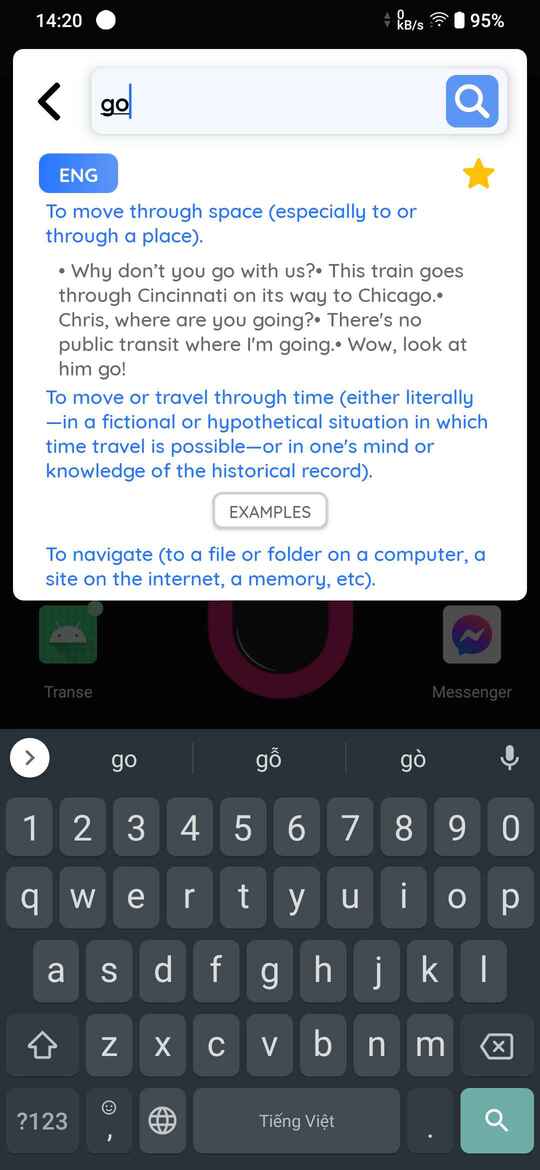 14:20
0
kB/s
95%
go
ENG
To move through space (especially to or
through a place).
• Why don’t you go with us?• This train goes
through Cincinnati on its way to Chicago.•
Chris, where are you going?• There's no
public transit where I'm going.• Wow, look at
him go!
To move or travel through time (either literally
—in a fictional or hypothetical situation in which
time travel is possible—or in one's mind or
knowledge of the historical record).
EXAMPLES
To navigate (to a file or folder on a computer, a
site on the internet, a memory, etc).
Transe
Messenger
go
gỗ
gò
1 2 3 4 5 6 7 8 9 0
q w e r t y u i o p
a s d f g h j k l
z x c v b n m
?123 , Tiếng Việt .